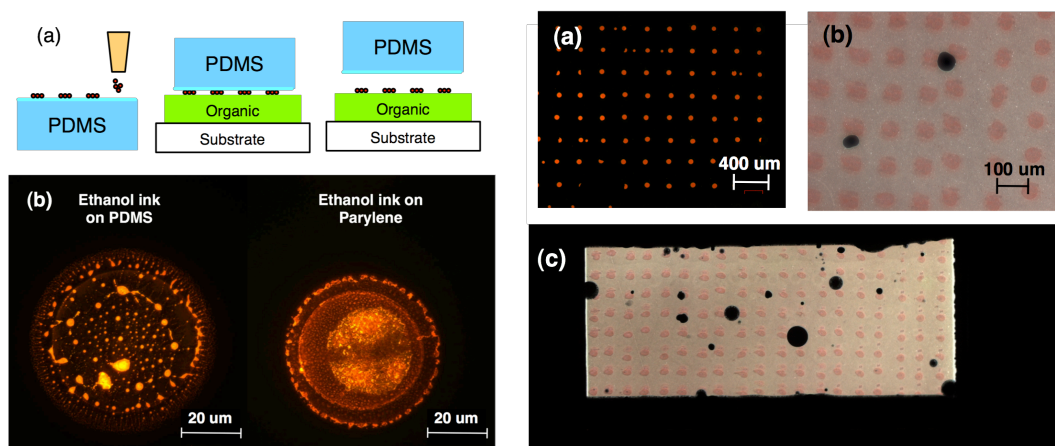 (a)
PDMS
PDMS
Organic
Substrate
PDMS
Organic
Substrate
(b)
Ethanol ink
on PDMS
20 um
Ethanol ink on
Parylene
20 um
(a)
400 um
(b)
100 um
(c)